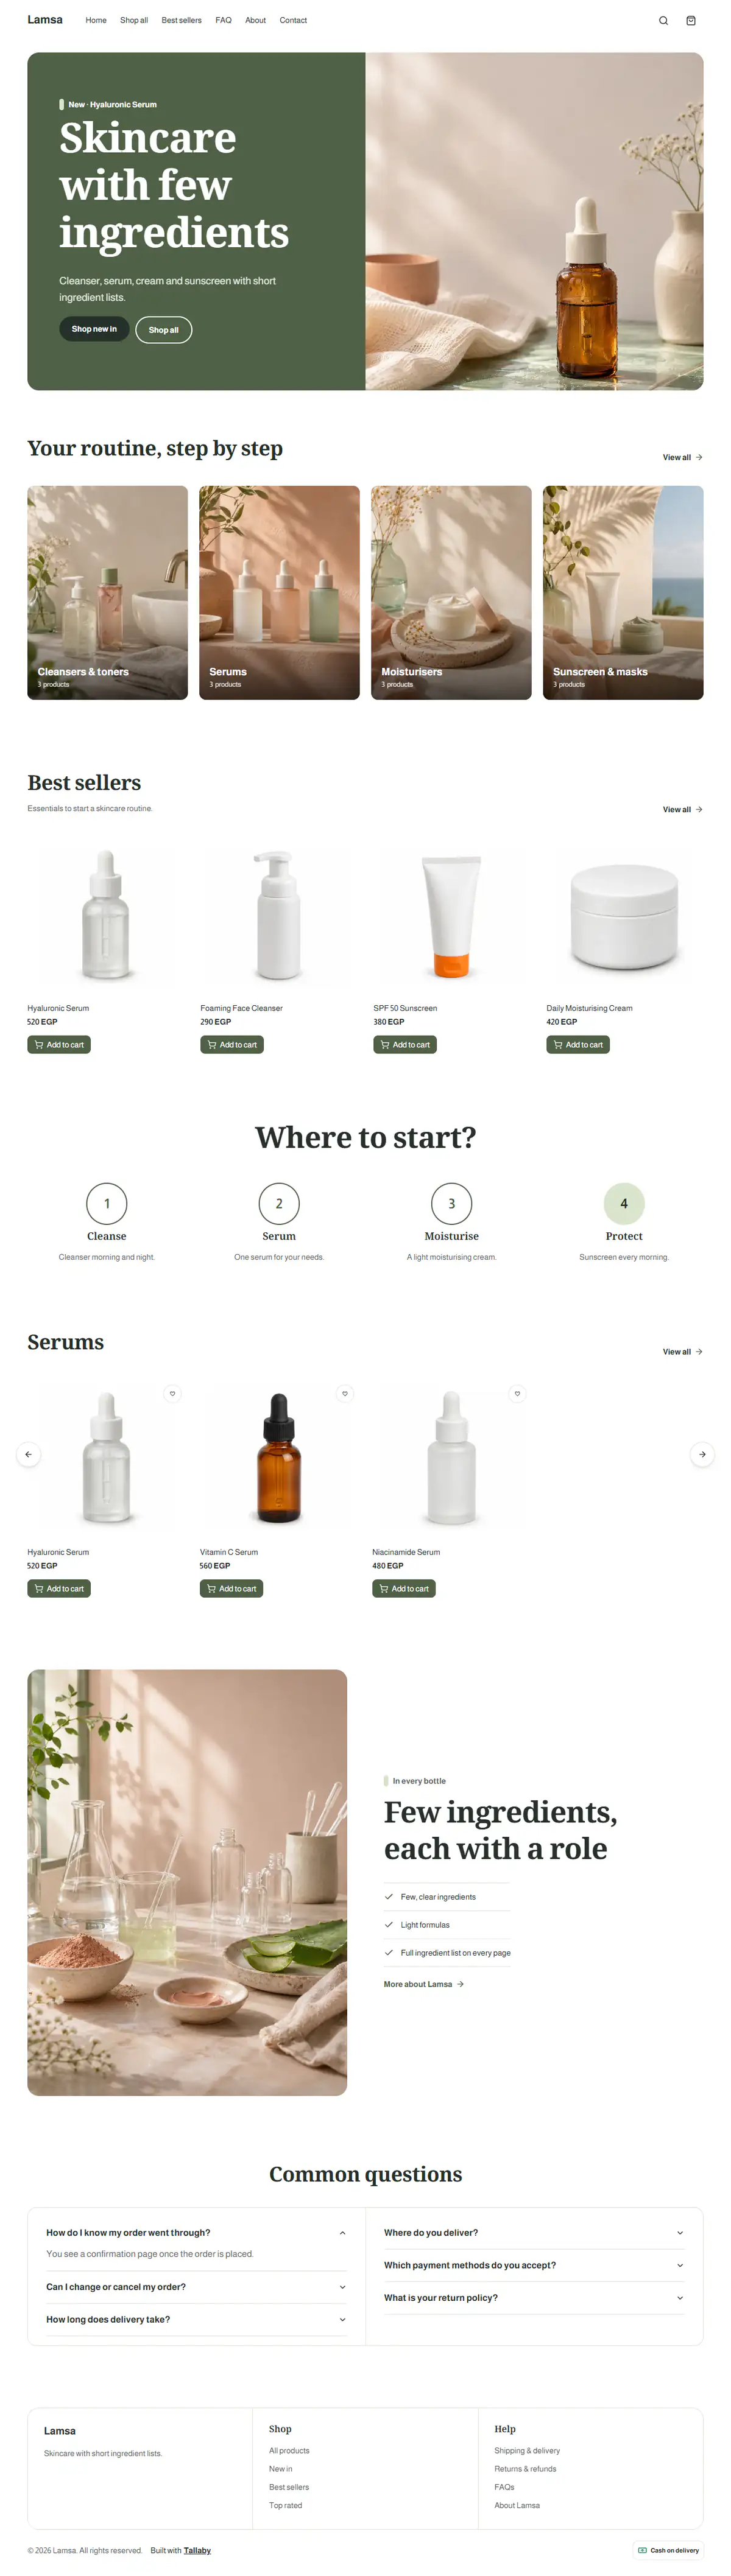 Lamsa
Home
Shop all
Best sellers
FAQ
About
Contact
New · Hyaluronic Serum
Skincare
with few
ingredients
Cleanser, serum, cream and sunscreen with short
ingredient lists.
Shop new in
Shop all
Your routine, step by step
View all
Cleansers & toners
3 products
Serums
3 products
Moisturisers
3 products
Sunscreen & masks
3 products
Best sellers
Essentials to start a skincare routine.
View all
Hyaluronic Serum
520 EGP
Add to cart
Foaming Face Cleanser
290 EGP
Add to cart
SPF 50 Sunscreen
380 EGP
Add to cart
Daily Moisturising Cream
420 EGP
Add to cart
Where to start?
1
Cleanse
Cleanser morning and night.
2
Serum
One serum for your needs.
3
Moisturise
A light moisturising cream.
4
Protect
Sunscreen every morning.
Serums
View all
Hyaluronic Serum
520 EGP
Add to cart
Vitamin C Serum
560 EGP
Add to cart
Niacinamide Serum
480 EGP
Add to cart
In every bottle
Few ingredients,
each with a role
Few, clear ingredients
Light formulas
Full ingredient list on every page
More about Lamsa
Common questions
How do I know my order went through?
You see a confirmation page once the order is placed.
Can I change or cancel my order?
How long does delivery take?
Where do you deliver?
Which payment methods do you accept?
What is your return policy?
Lamsa
Skincare with short ingredient lists.
Shop
All products
New in
Best sellers
Top rated
Help
Shipping & delivery
Returns & refunds
FAQs
About Lamsa
© 2026 Lamsa. All rights reserved.
Built with Tallaby
Cash on delivery